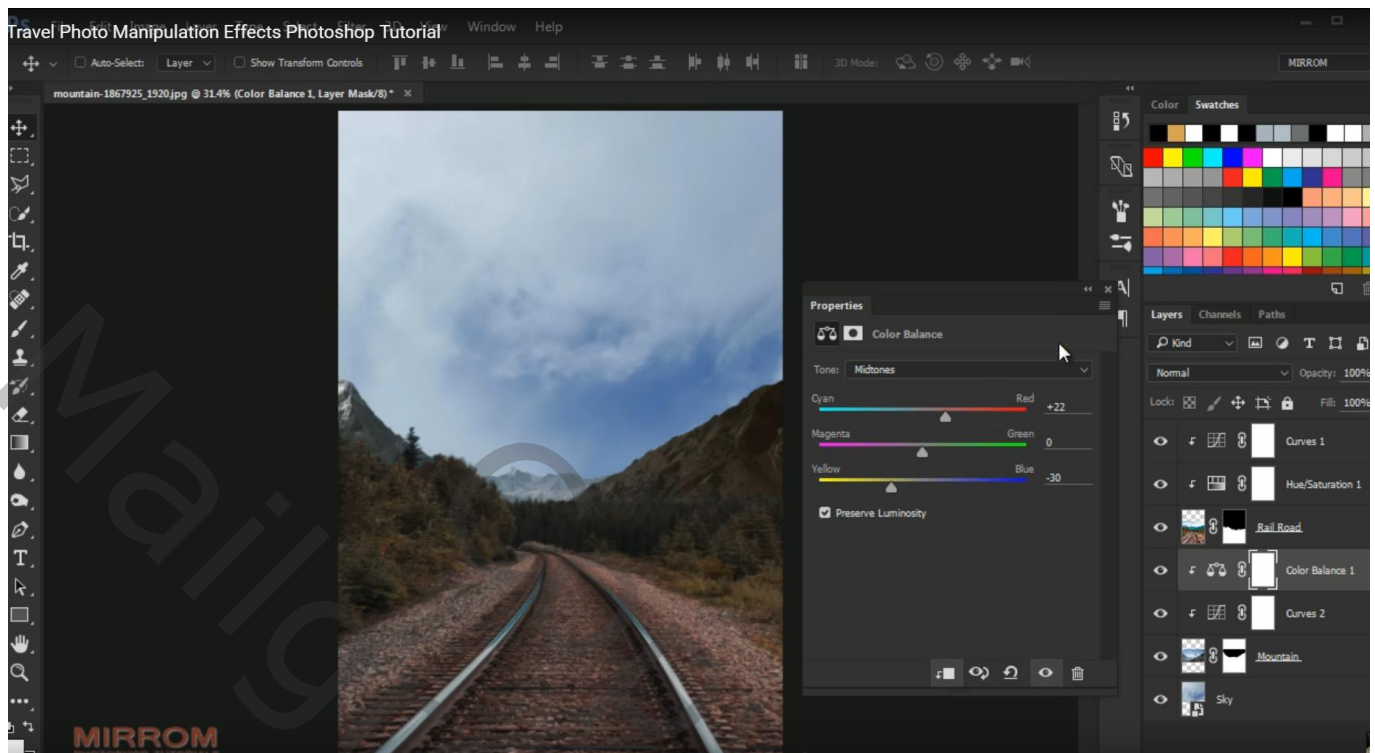 Travel Photo Manipulation Effects Photoshop Tutorial
Window Help
Auto-Select: Layer Show Transform Controls 3D Mode: MIRROM
mountain-1867925_1920.jpg @ 31.4% (Color Balance 1, Layer Mask/8) *
Color Swatches
Properties
Color Balance
Tone: Midtones
Cyan Red +22
Magenta Green 0
Yellow Blue -30
Preserve Luminosity
Layers Channels Paths
Kind
Normal Opacity: 100%
Lock: Fill: 100%
Curves 1
Hue/Saturation 1
Rail Road
Color Balance 1
Curves 2
Mountain
Sky
MIRROM